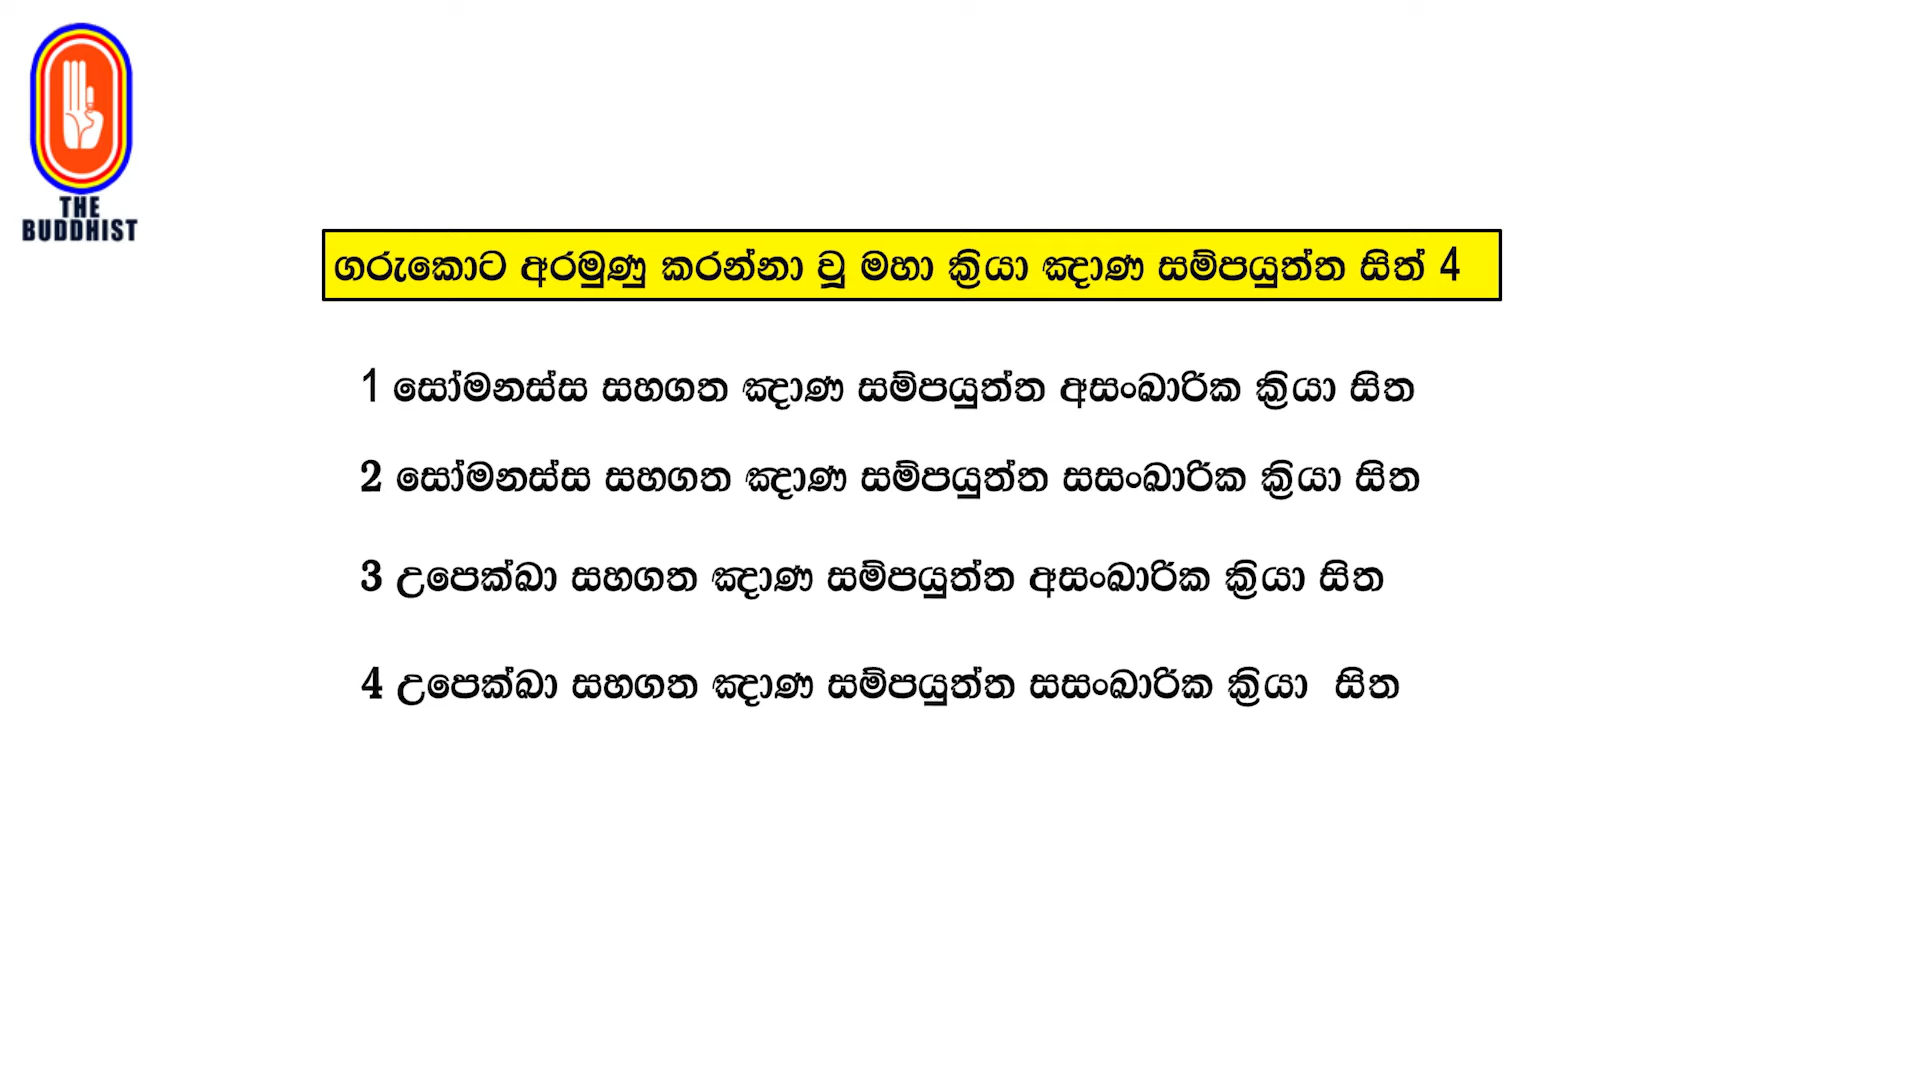 THE
BUDDHIST
ගරුකොට අරමුණු කරන්නා වූ මහා ක්‍රියා ඤාණ සම්පයුත්ත සිත් 4
1 සෝමනස්ස සහගත ඤාණ සම්පයුත්ත අසංඛාරික ක්‍රියා සිත
2 සෝමනස්ස සහගත ඤාණ සම්පයුත්ත සසංඛාරික ක්‍රියා සිත
3 උපෙක්ඛා සහගත ඤාණ සම්පයුත්ත අසංඛාරික ක්‍රියා සිත
4 උපෙක්ඛා සහගත ඤාණ සම්පයුත්ත සසංඛාරික ක්‍රියා සිත